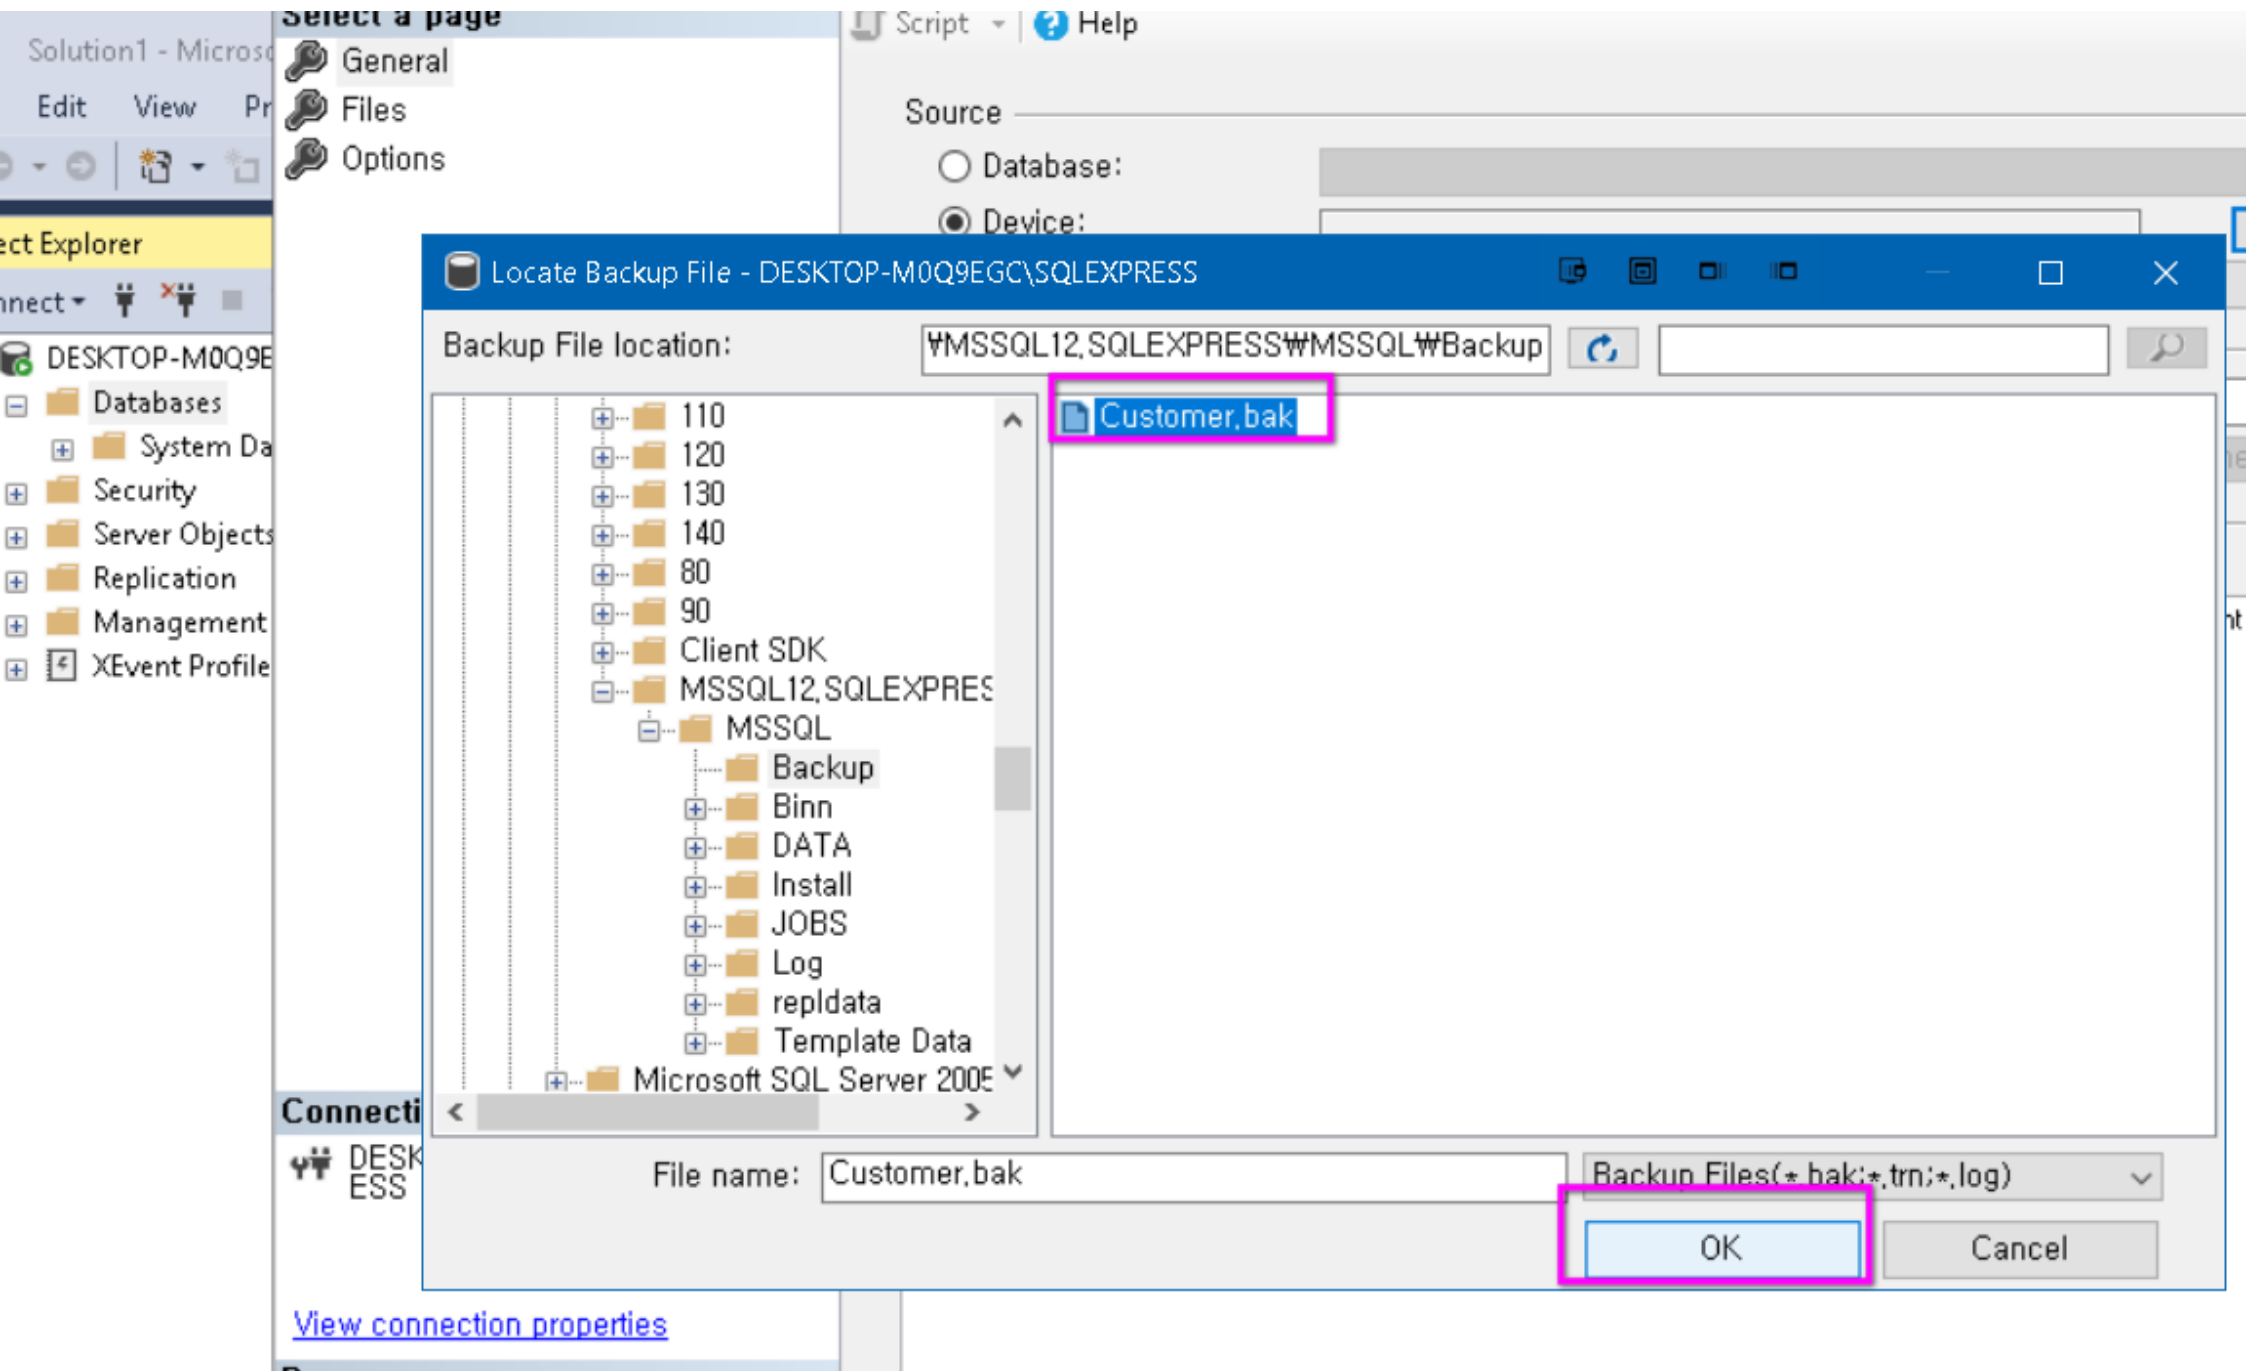 Select a page
Script
Help
Solution1 - Microso
General
Edit View Pr
Files
Source
Options
Database:
Device:
ect Explorer
Locate Backup File - DESKTOP-M0Q9EGC\SQLEXPRESS
nnect
Backup File location:
₩MSSQL12.SQLEXPRESS₩MSSQL₩Backup
DESKTOP-M0Q9E
Databases
System Da
Security
Server Objects
Replication
Management
XEvent Profile
110
120
130
140
80
90
Client SDK
MSSQL12.SQLEXPRES
MSSQL
Backup
Binn
DATA
Install
JOBS
Log
repldata
Template Data
Microsoft SQL Server 2005
Customer.bak
nt
Connecti
DESK
ESS
File name:
Customer.bak
Backup Files(*.bak;*.trn;*.log)
OK
Cancel
View connection properties